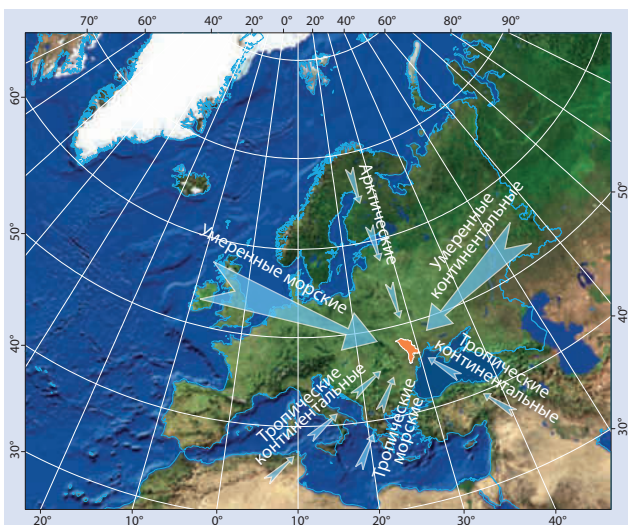 70° 60° 40° 20° 0° 20° 40° 60° 80° 90°
60°
50°
40°
30°
50°
40°
30°
20° 10° 0° 10° 20° 30° 40°
Арктические
Умеренные
континентальные
Умеренные морские
Тропические
континентальные
Тропические
континентальные
Тропические
морские